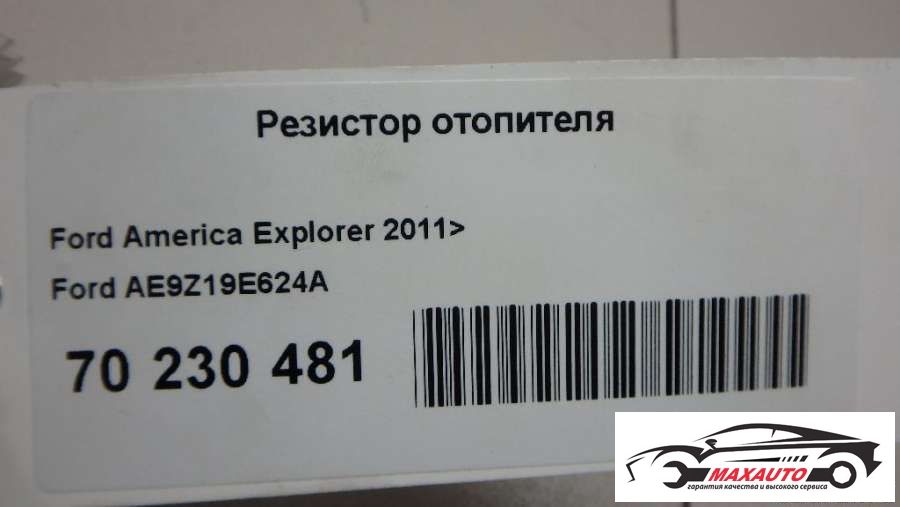 Резистор отопителя
Ford America Explorer 2011>
Ford AE9Z19E624A
70 230 481
MAXAUTO
гарантия качества и высокого сервиса